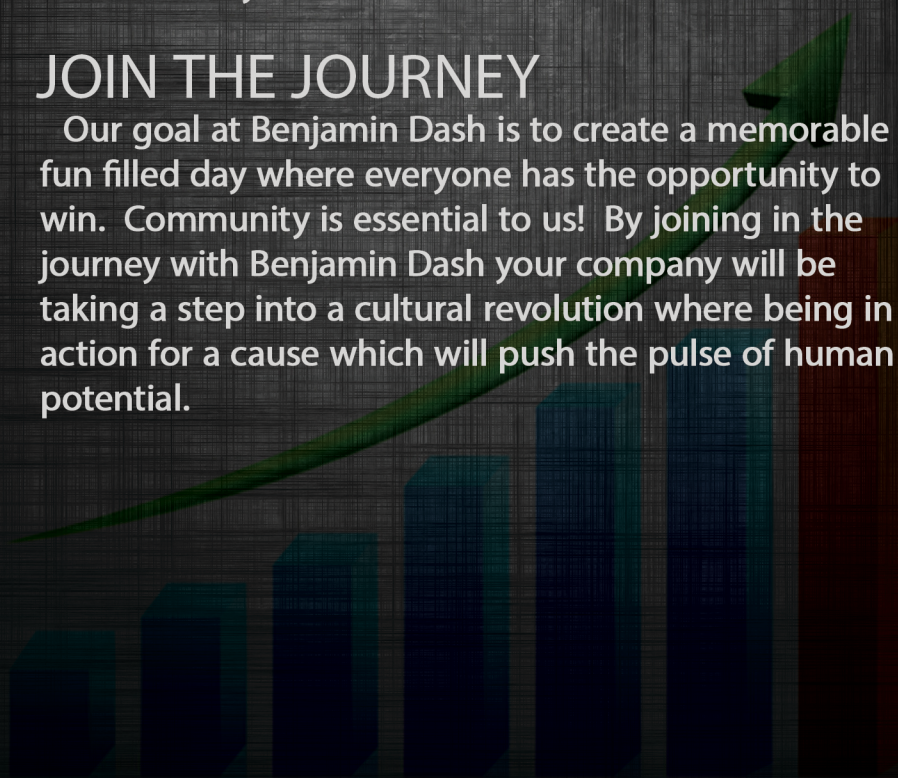 JOIN THE JOURNEY
Our goal at Benjamin Dash is to create a memorable
fun filled day where everyone has the opportunity to
win. Community is essential to us! By joining in the
journey with Benjamin Dash your company will be
taking a step into a cultural revolution where being in
action for a cause which will push the pulse of human
potential.